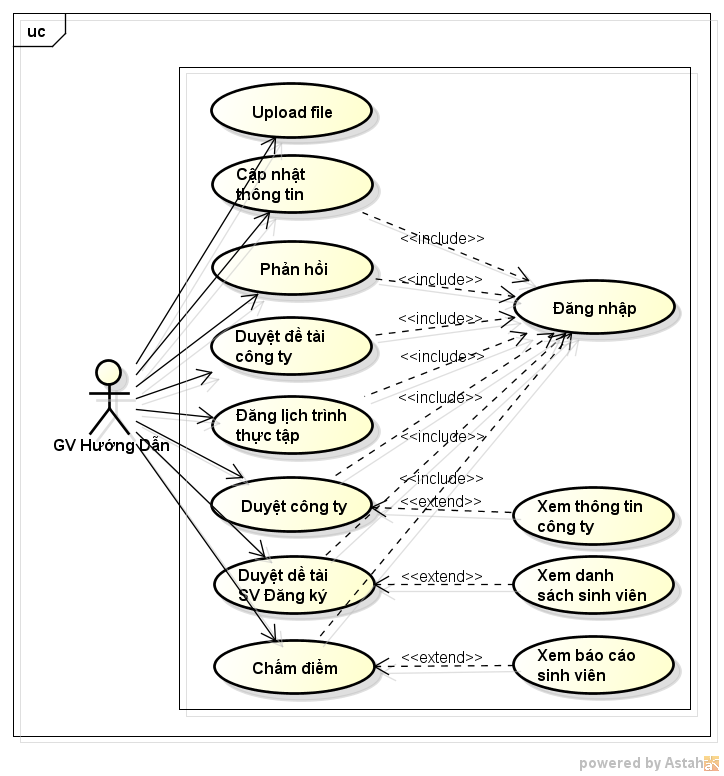 uc
Upload file
Cập nhật
thông tin
<<include>>
Phản hồi
<<include>>
Đăng nhập
<<include>>
Duyệt đề tài
công ty
<<include>>
<<include>>
Đăng lịch trình
thực tập
<<include>>
GV Hướng Dẫn
<<include>>
<<extend>>
Duyệt công ty
Xem thông tin
công ty
<<extend>>
Duyệt dề tài
SV Đăng ký
Xem danh
sách sinh viên
<<extend>>
Chấm điểm
Xem báo cáo
sinh viên
powered by Astah